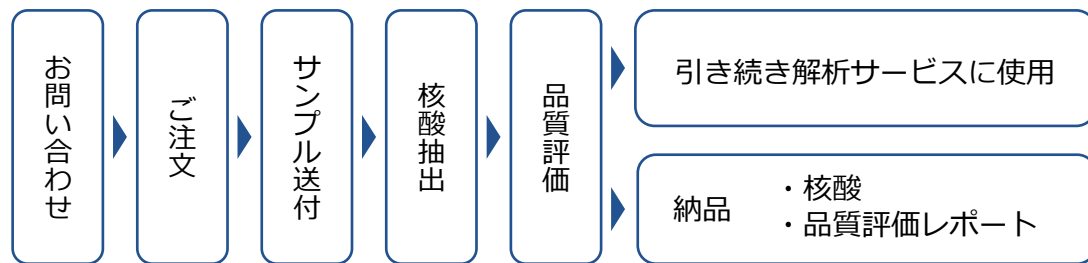 お問い合わせ
ご注文
サンプル送付
核酸抽出
品質評価
引き続き解析サービスに使用
納品
・核酸
・品質評価レポート